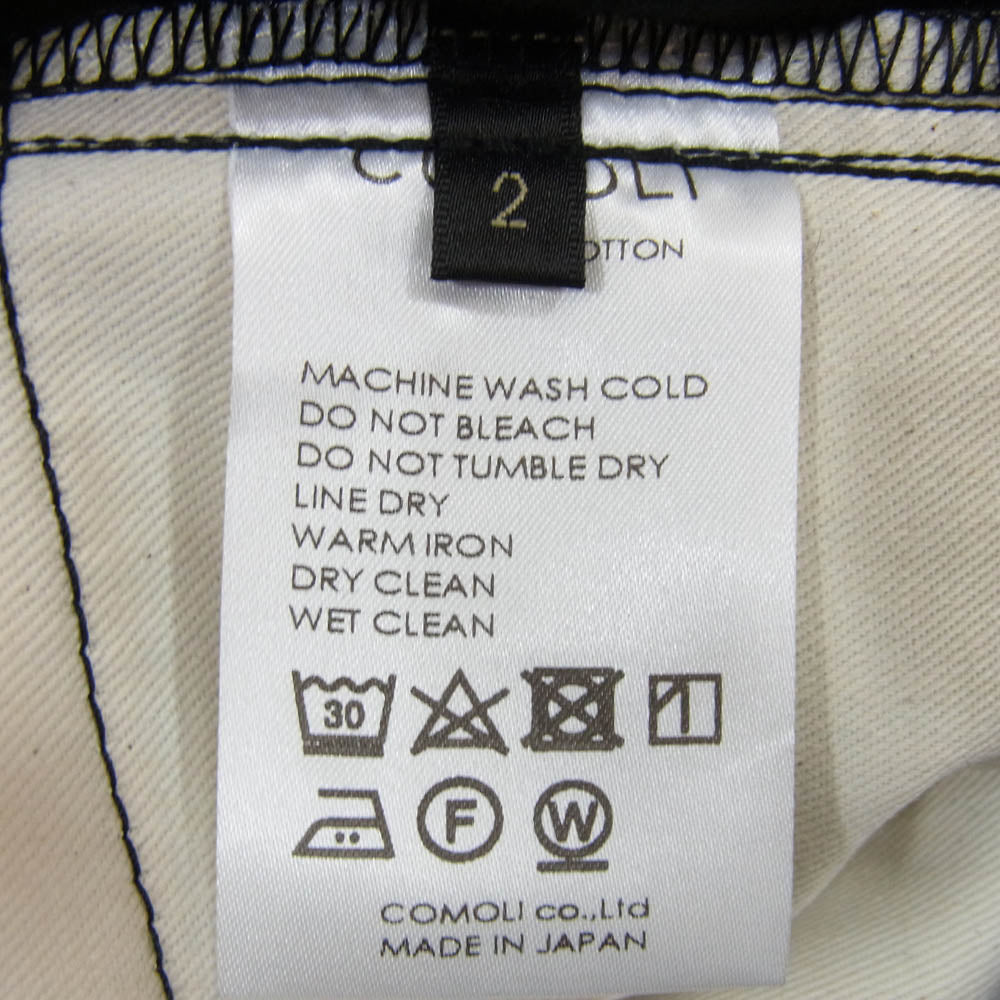 2
MACHINE WASH COLD
DO NOT BLEACH
DO NOT TUMBLE DRY
LINE DRY
WARM IRON
DRY CLEAN
WET CLEAN
30
F W
COMOLI co.,Ltd
MADE IN JAPAN